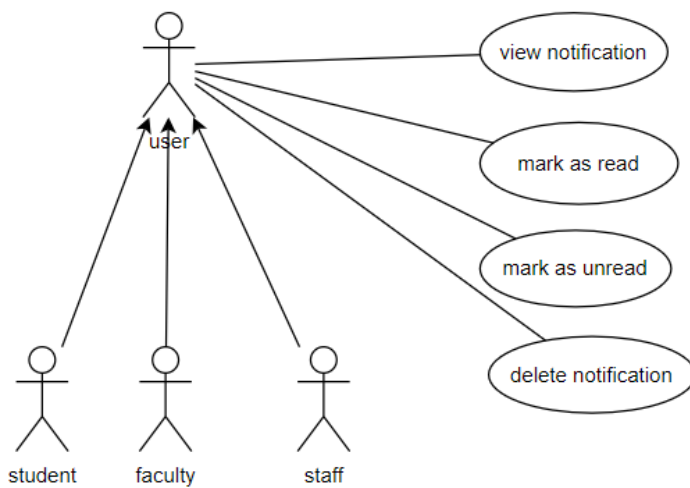 view notification
user
mark as read
mark as unread
delete notification
student
faculty
staff